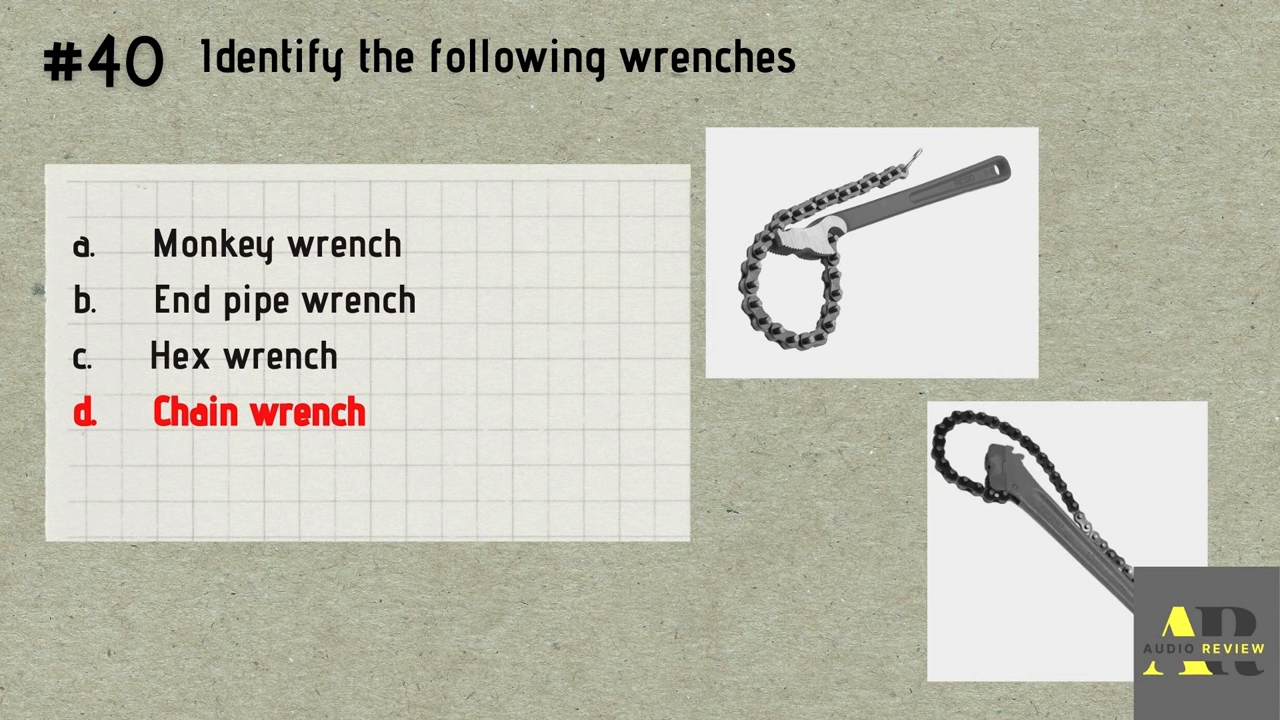 #40 Identify the following wrenches
a. Monkey wrench
b. End pipe wrench
c. Hex wrench
d. Chain wrench
AUDIO REVIEW